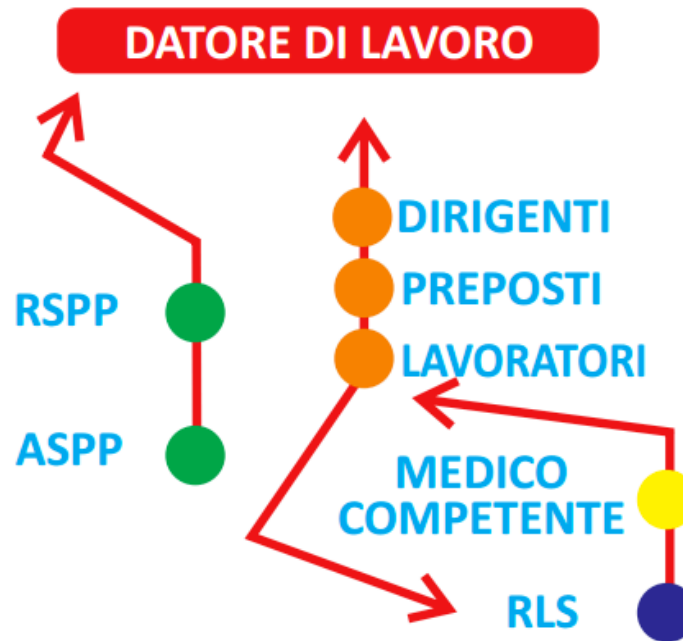 DATORE DI LAVORO
DIRIGENTI
RSPP
PREPOSTI
LAVORATORI
ASPP
MEDICO
COMPETENTE
RLS